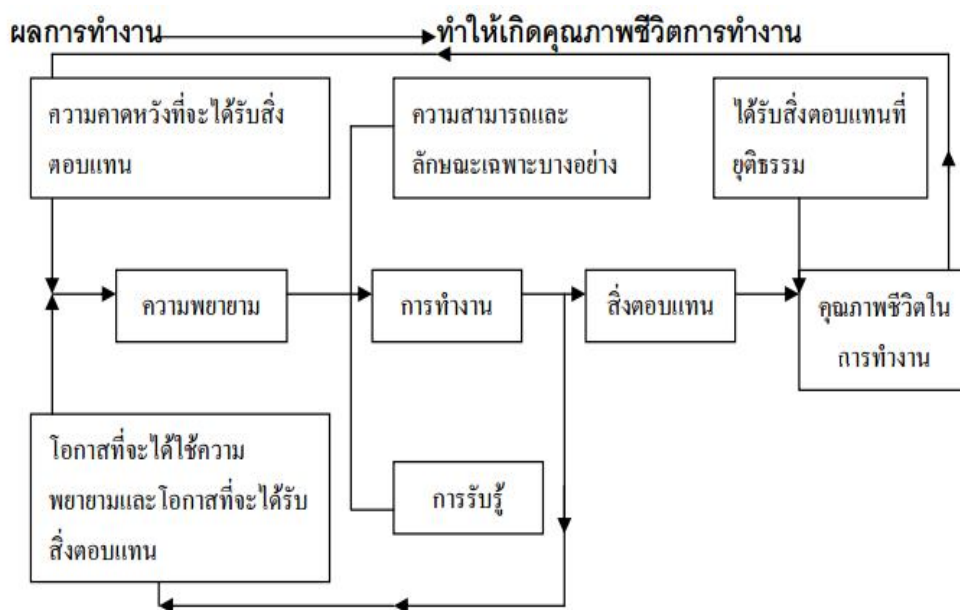 ผลการทำงาน ทำให้เกิดคุณภาพชีวิตการทำงาน
ความคาดหวังที่จะได้รับสิ่ง
ตอบแทน
ความสามารถและ
ลักษณะเฉพาะบางอย่าง
ได้รับสิ่งตอบแทนที่
ยุติธรรม
ความพยายาม
การทำงาน
สิ่งตอบแทน
คุณภาพชีวิตใน
การทำงาน
โอกาสที่จะได้ใช้ความ
พยายามและโอกาสที่จะได้รับ
สิ่งตอบแทน
การรับรู้